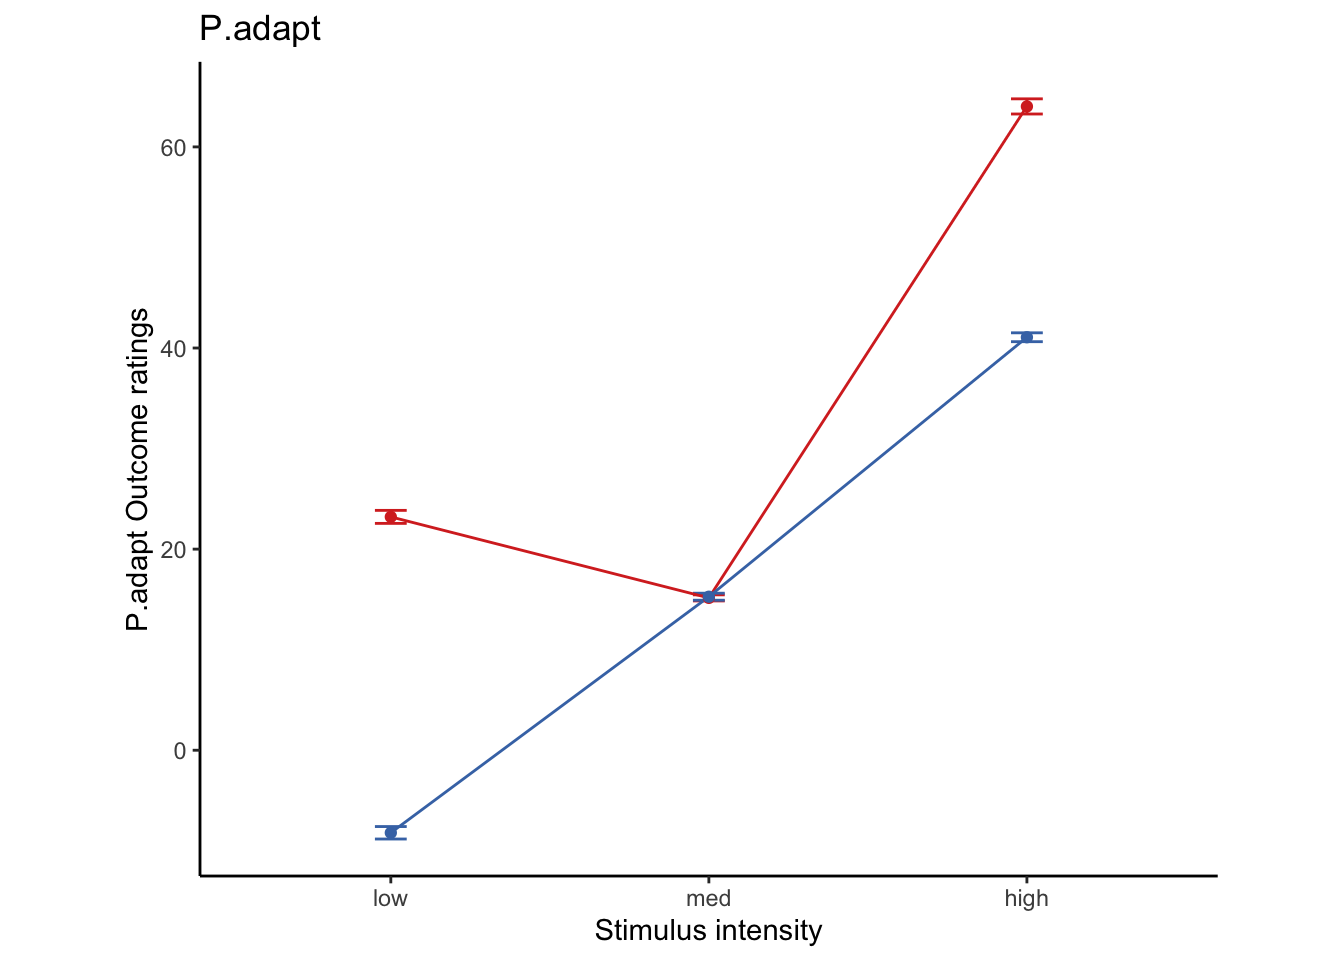 P.adapt
60
40
20
0
P.adapt Outcome ratings
low med high
Stimulus intensity